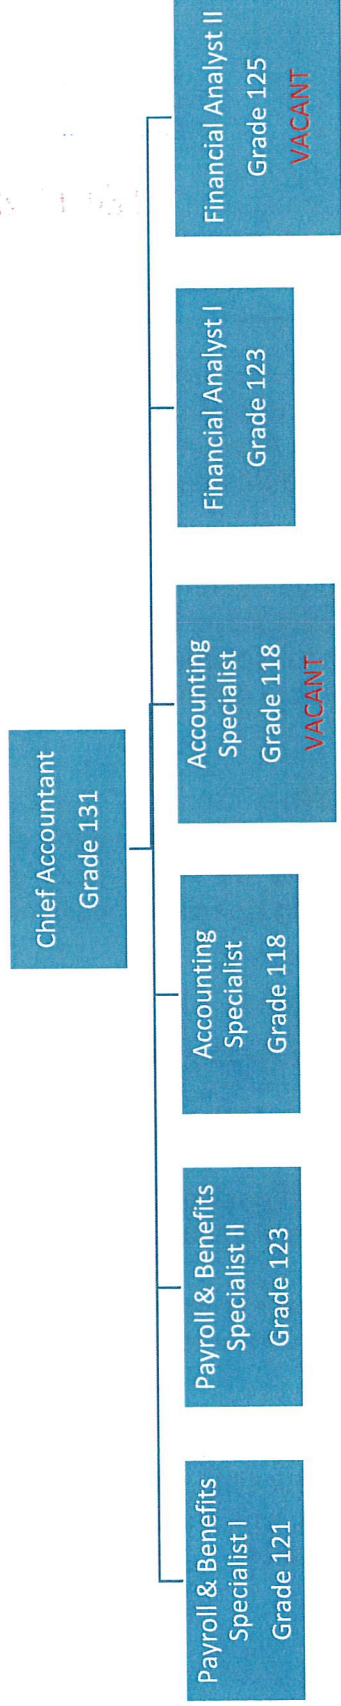 Chief Accountant
Grade 131
Payroll & Benefits
Specialist I
Grade 121
Payroll & Benefits
Specialist II
Grade 123
Accounting
Specialist
Grade 118
Accounting
Specialist
Grade 118
VACANT
Financial Analyst I
Grade 123
Financial Analyst II
Grade 125
VACANT